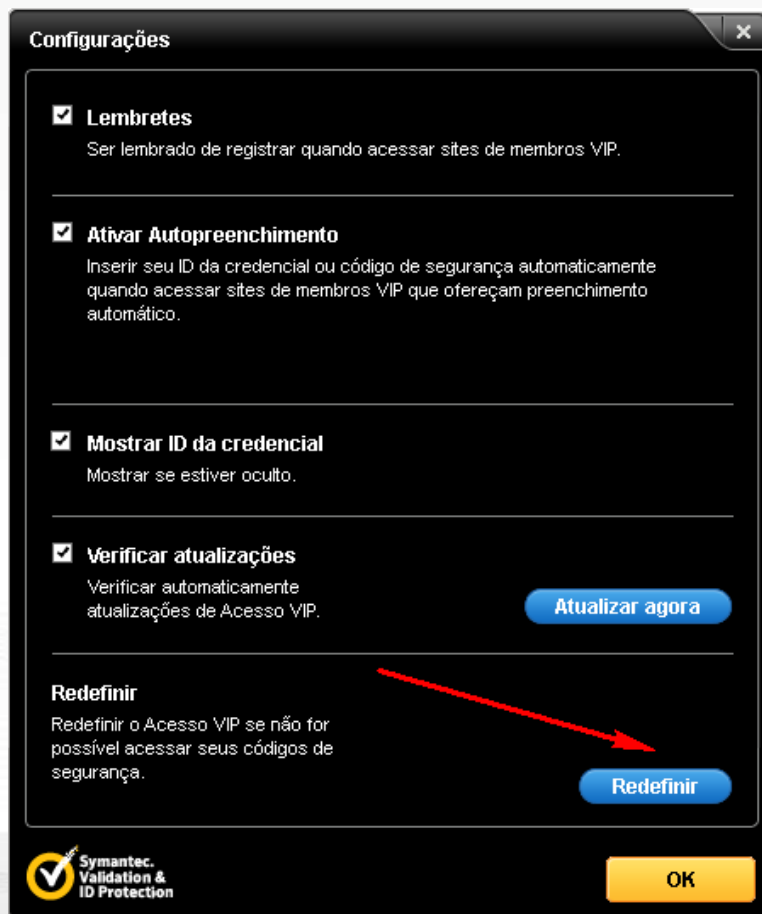 Configurações
Lembretes
Ser lembrado de registrar quando acessar sites de membros VIP.
Ativar Autopreenchimento
Inserir seu ID da credencial ou código de segurança automaticamente
quando acessar sites de membros VIP que ofereçam preenchimento
automático.
Mostrar ID da credencial
Mostrar se estiver oculto.
Verificar atualizações
Verificar automaticamente
atualizações de Acesso VIP.
Atualizar agora
Redefinir
Redefinir o Acesso VIP se não for
possível acessar seus códigos de
segurança.
Redefinir
Symantec.
Validation &
ID Protection
OK